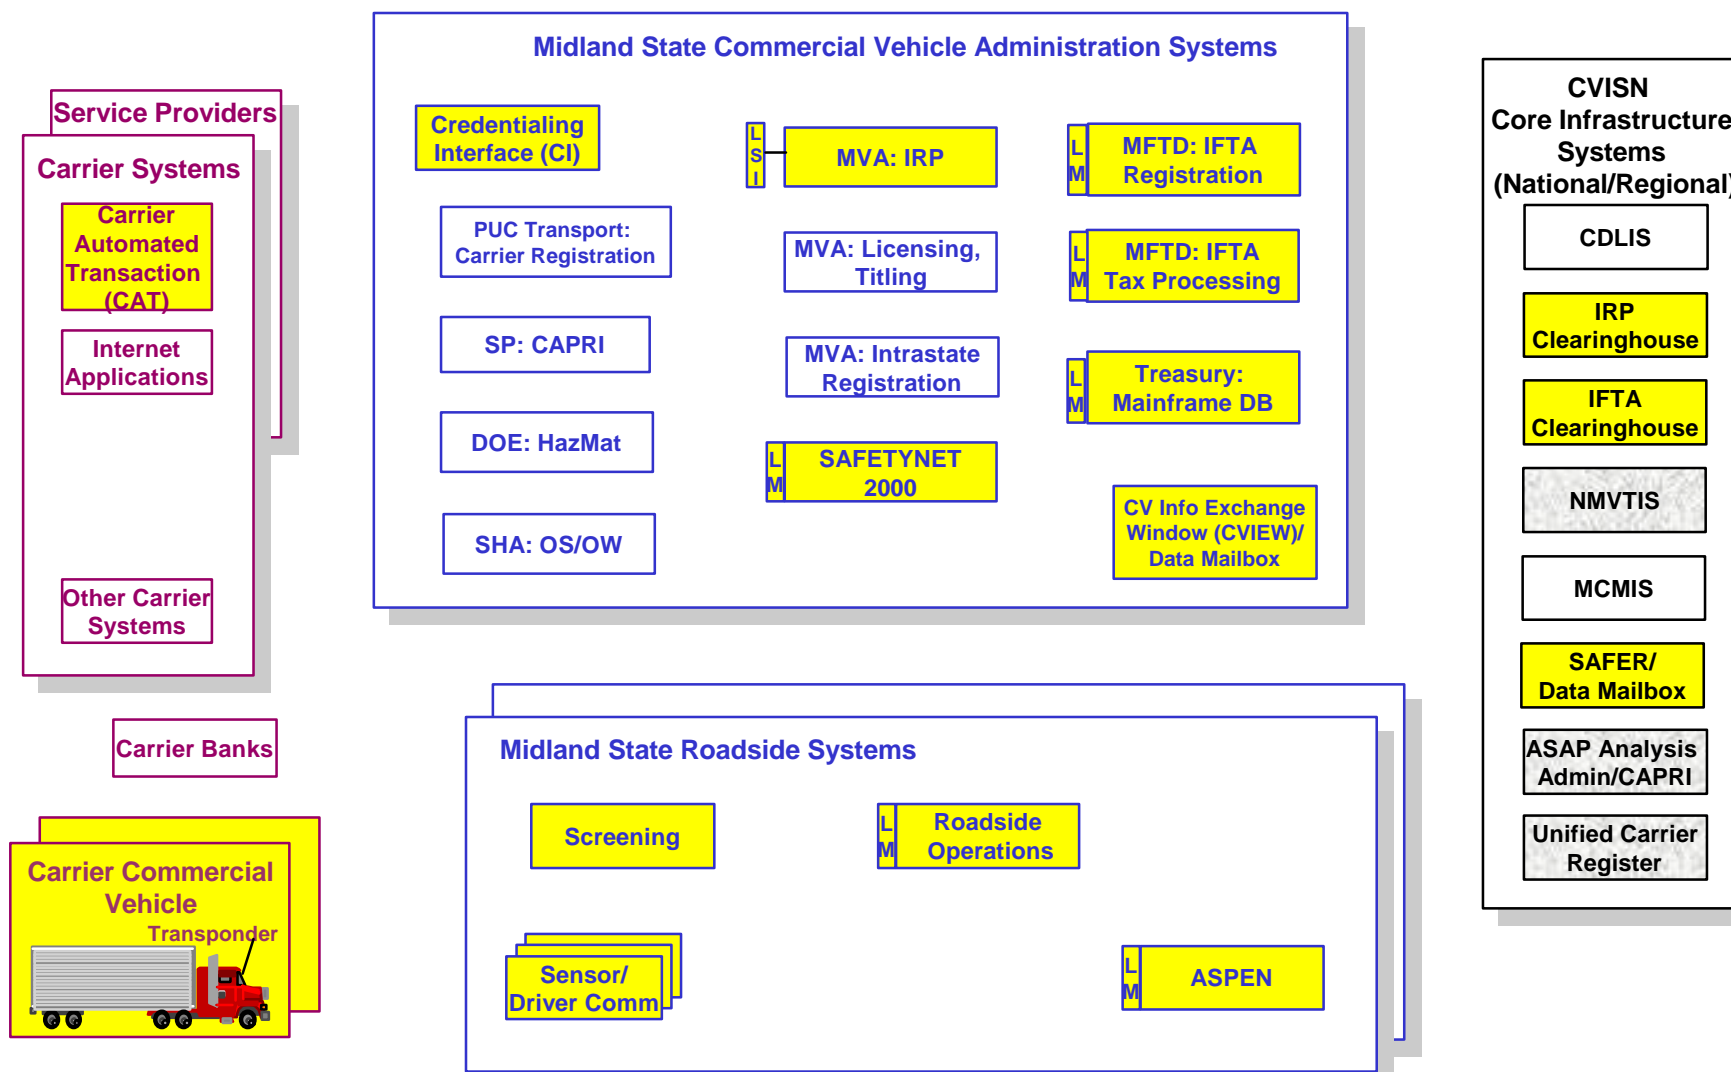 Midland State Commercial Vehicle Administration Systems
Service Providers
Carrier Systems
Carrier
Automated
Transaction
(CAT)
Internet
Applications
Other Carrier
Systems
Carrier Banks
Carrier Commercial
Vehicle
Transponder
Credentialing
Interface (CI)
PUC Transport:
Carrier Registration
SP: CAPRI
DOE: HazMat
SHA: OS/OW
L
S
I
MVA: IRP
MVA: Licensing,
Titling
MVA: Intrastate
Registration
L
M
SAFETYNET
2000
L
M
MFTD: IFTA
Registration
L
M
MFTD: IFTA
Tax Processing
L
M
Treasury:
Mainframe DB
CV Info Exchange
Window (CVIEW)/
Data Mailbox
Midland State Roadside Systems
Screening
L
M
Roadside
Operations
Sensor/
Driver Comm
L
M
ASPEN
CVISN
Core Infrastructure
Systems
(National/Regional)
CDLIS
IRP
Clearinghouse
IFTA
Clearinghouse
NMVTIS
MCMIS
SAFER/
Data Mailbox
ASAP Analysis
Admin/CAPRI
Unified Carrier
Register